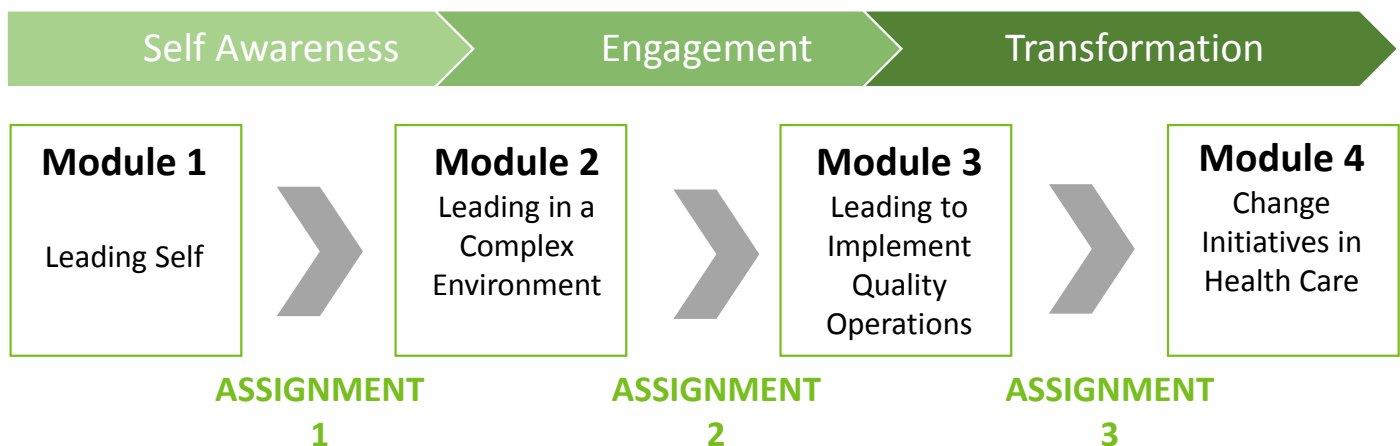 Self Awareness
Engagement
Transformation
Module 1
Leading Self
Module 2
Leading in a
Complex
Environment
Module 3
Leading to
Implement
Quality
Operations
Module 4
Change
Initiatives in
Health Care
ASSIGNMENT
1
ASSIGNMENT
2
ASSIGNMENT
3